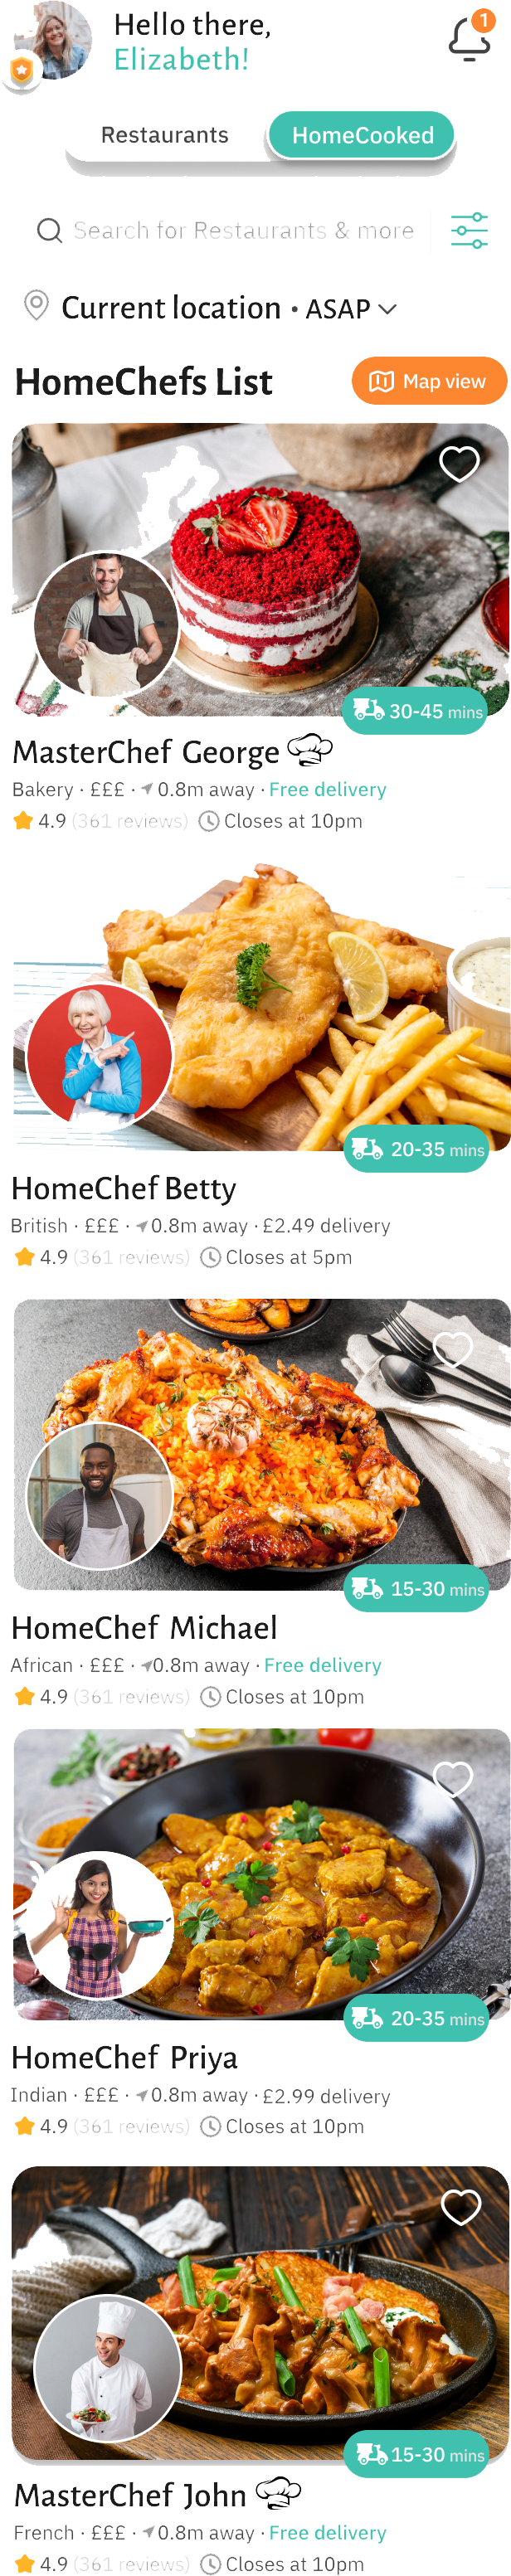 Hello there,
Elizabeth!
1
Restaurants
HomeCooked
Search for Restaurants & more
Current location • ASAP
HomeChefs List
Map view
30-45 mins
MasterChef George
Bakery · £££ · 0.8m away · Free delivery
4.9 (361 reviews) Closes at 10pm
20-35 mins
HomeChef Betty
British · £££ · 0.8m away · £2.49 delivery
4.9 (361 reviews) Closes at 5pm
15-30 mins
HomeChef Michael
African · £££ · 0.8m away · Free delivery
4.9 (361 reviews) Closes at 10pm
20-35 mins
HomeChef Priya
Indian · £££ · 0.8m away · £2.99 delivery
4.9 (361 reviews) Closes at 10pm
15-30 mins
MasterChef John
French · £££ · 0.8m away · Free delivery
4.9 (361 reviews) Closes at 10pm